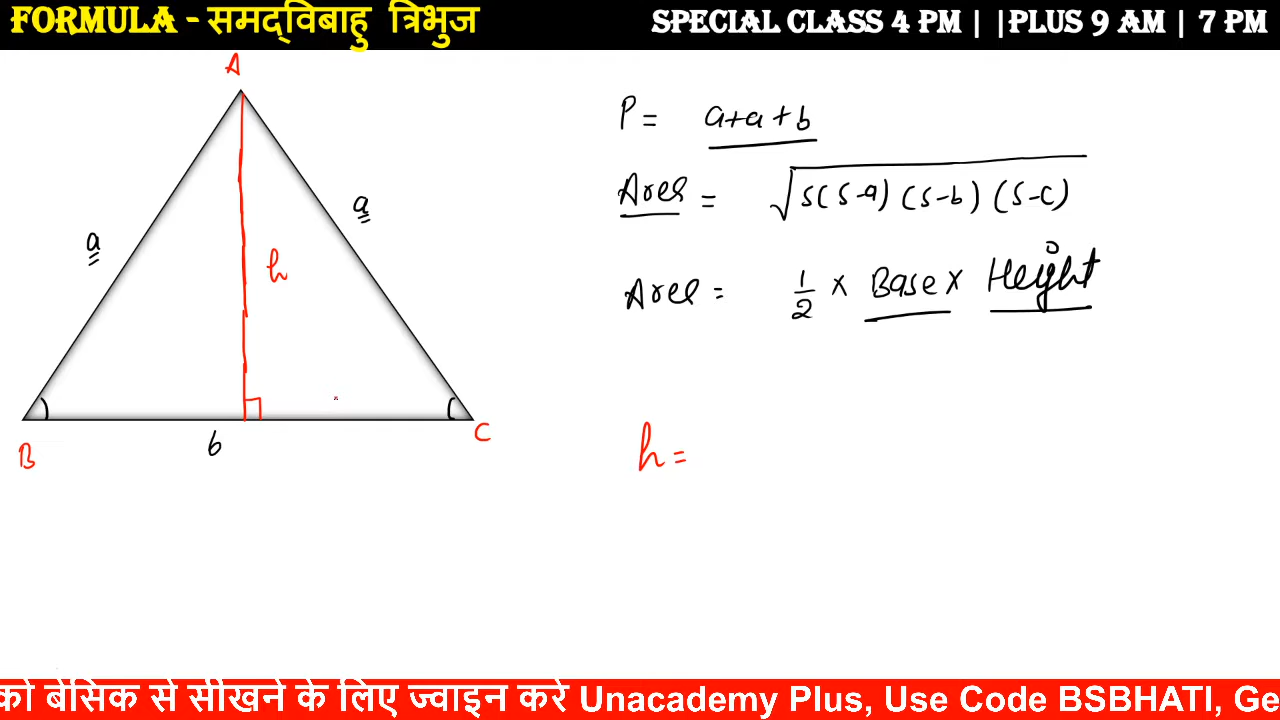 FORMULA - समद्विबाहु त्रिभुज
SPECIAL CLASS 4 PM | |PLUS 9 AM | 7 PM
A
a
a
h
B
b
C
P = a+a+b
Area = √s(s-a) (s-b) (s-c)
Area = 1/2 × Base × Height
h =
को बेसिक से सीखने के लिए ज्वाइन करे Unacademy Plus, Use Code BSBHATI, Ge